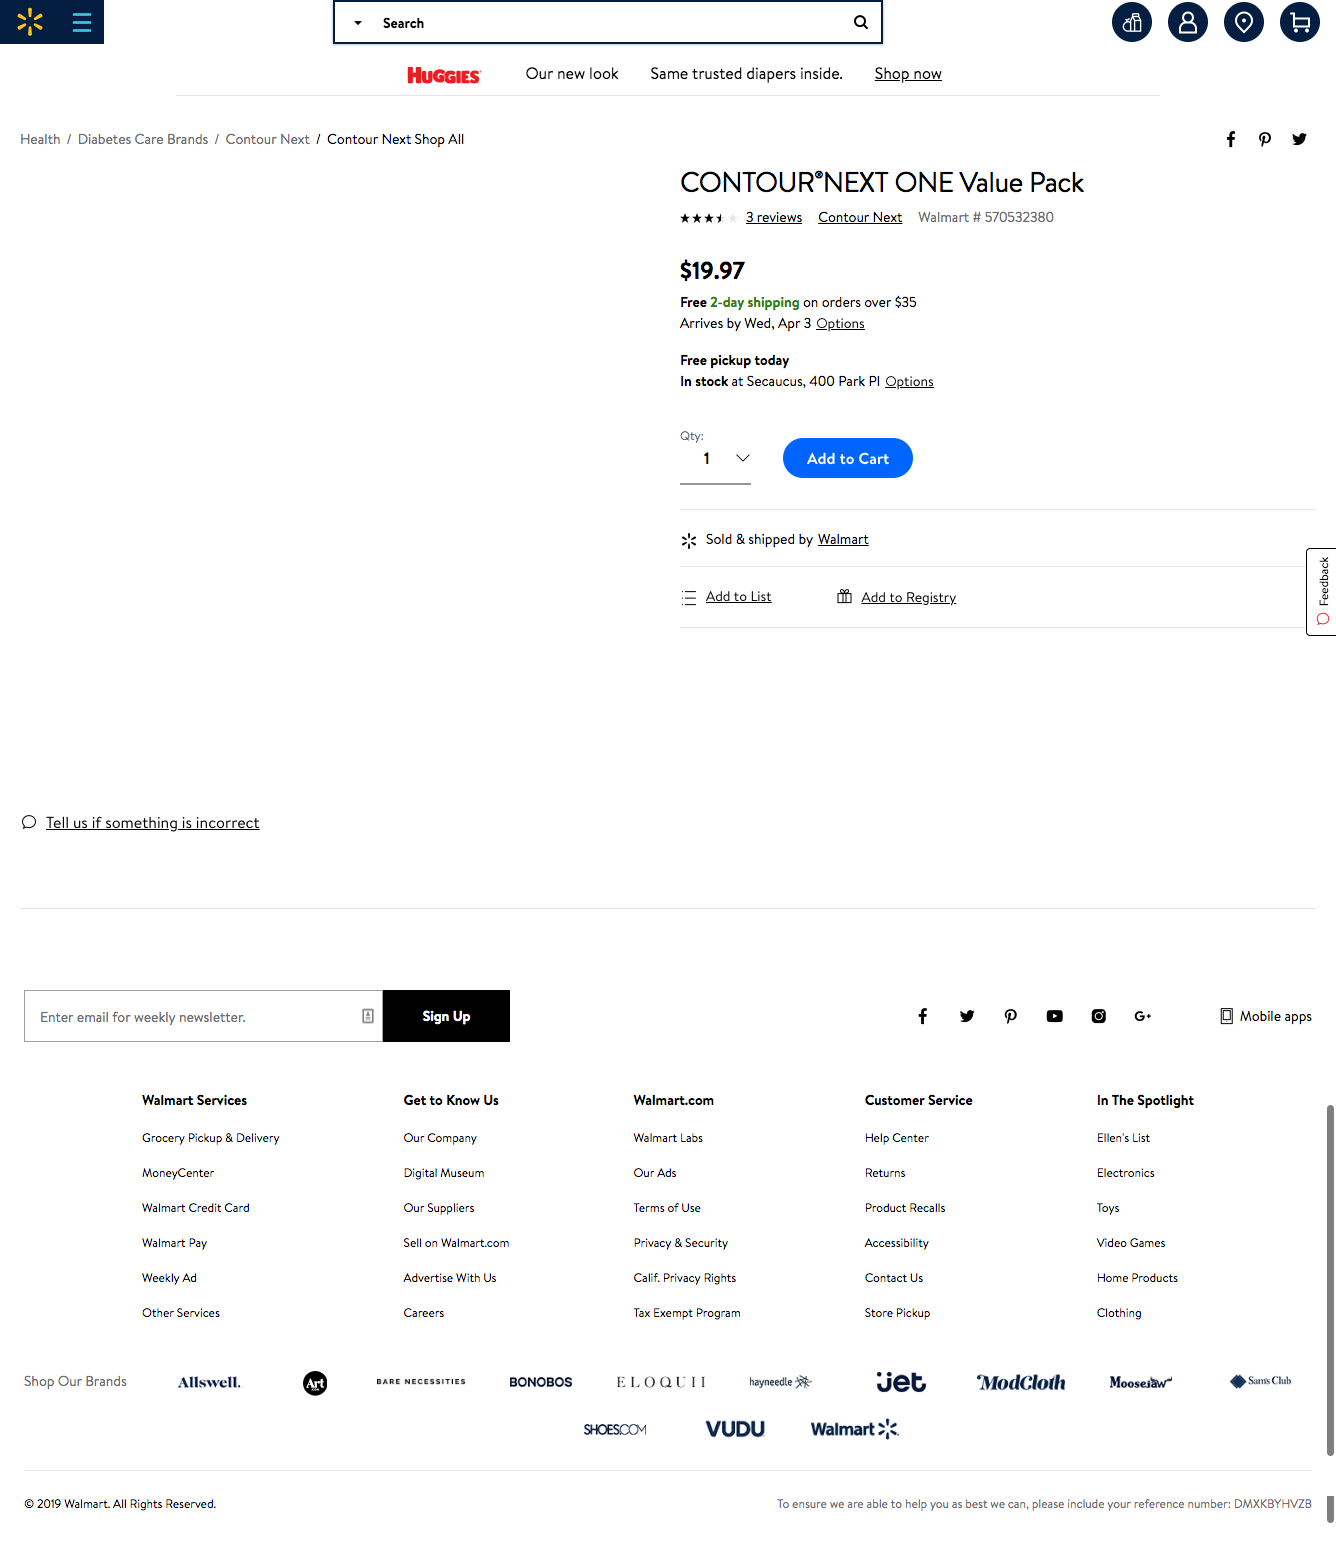 Search
HUGGIES Our new look Same trusted diapers inside. Shop now
Health / Diabetes Care Brands / Contour Next / Contour Next Shop All
CONTOUR®NEXT ONE Value Pack
3 reviews Contour Next Walmart # 570532380
$19.97
Free 2-day shipping on orders over $35
Arrives by Wed, Apr 3 Options
Free pickup today
In stock at Secaucus, 400 Park Pl Options
Qty:
1 Add to Cart
Sold & shipped by Walmart
Feedback
Add to List Add to Registry
Tell us if something is incorrect
Enter email for weekly newsletter. Sign Up G+ Mobile apps
Walmart Services Get to Know Us Walmart.com Customer Service In The Spotlight
Grocery Pickup & Delivery Our Company Walmart Labs Help Center Ellen's List
MoneyCenter Digital Museum Our Ads Returns Electronics
Walmart Credit Card Our Suppliers Terms of Use Product Recalls Toys
Walmart Pay Sell on Walmart.com Privacy & Security Accessibility Video Games
Weekly Ad Advertise With Us Calif. Privacy Rights Contact Us Home Products
Other Services Careers Tax Exempt Program Store Pickup Clothing
Shop Our Brands Allswell. Art.com BARE NECESSITIES BONOBOS ELOQUII hayneedle jet ModCloth Moosejaw Sam's Club
SHOES.COM VUDU Walmart
© 2019 Walmart. All Rights Reserved. To ensure we are able to help you as best we can, please include your reference number: DMXKBYHVZB